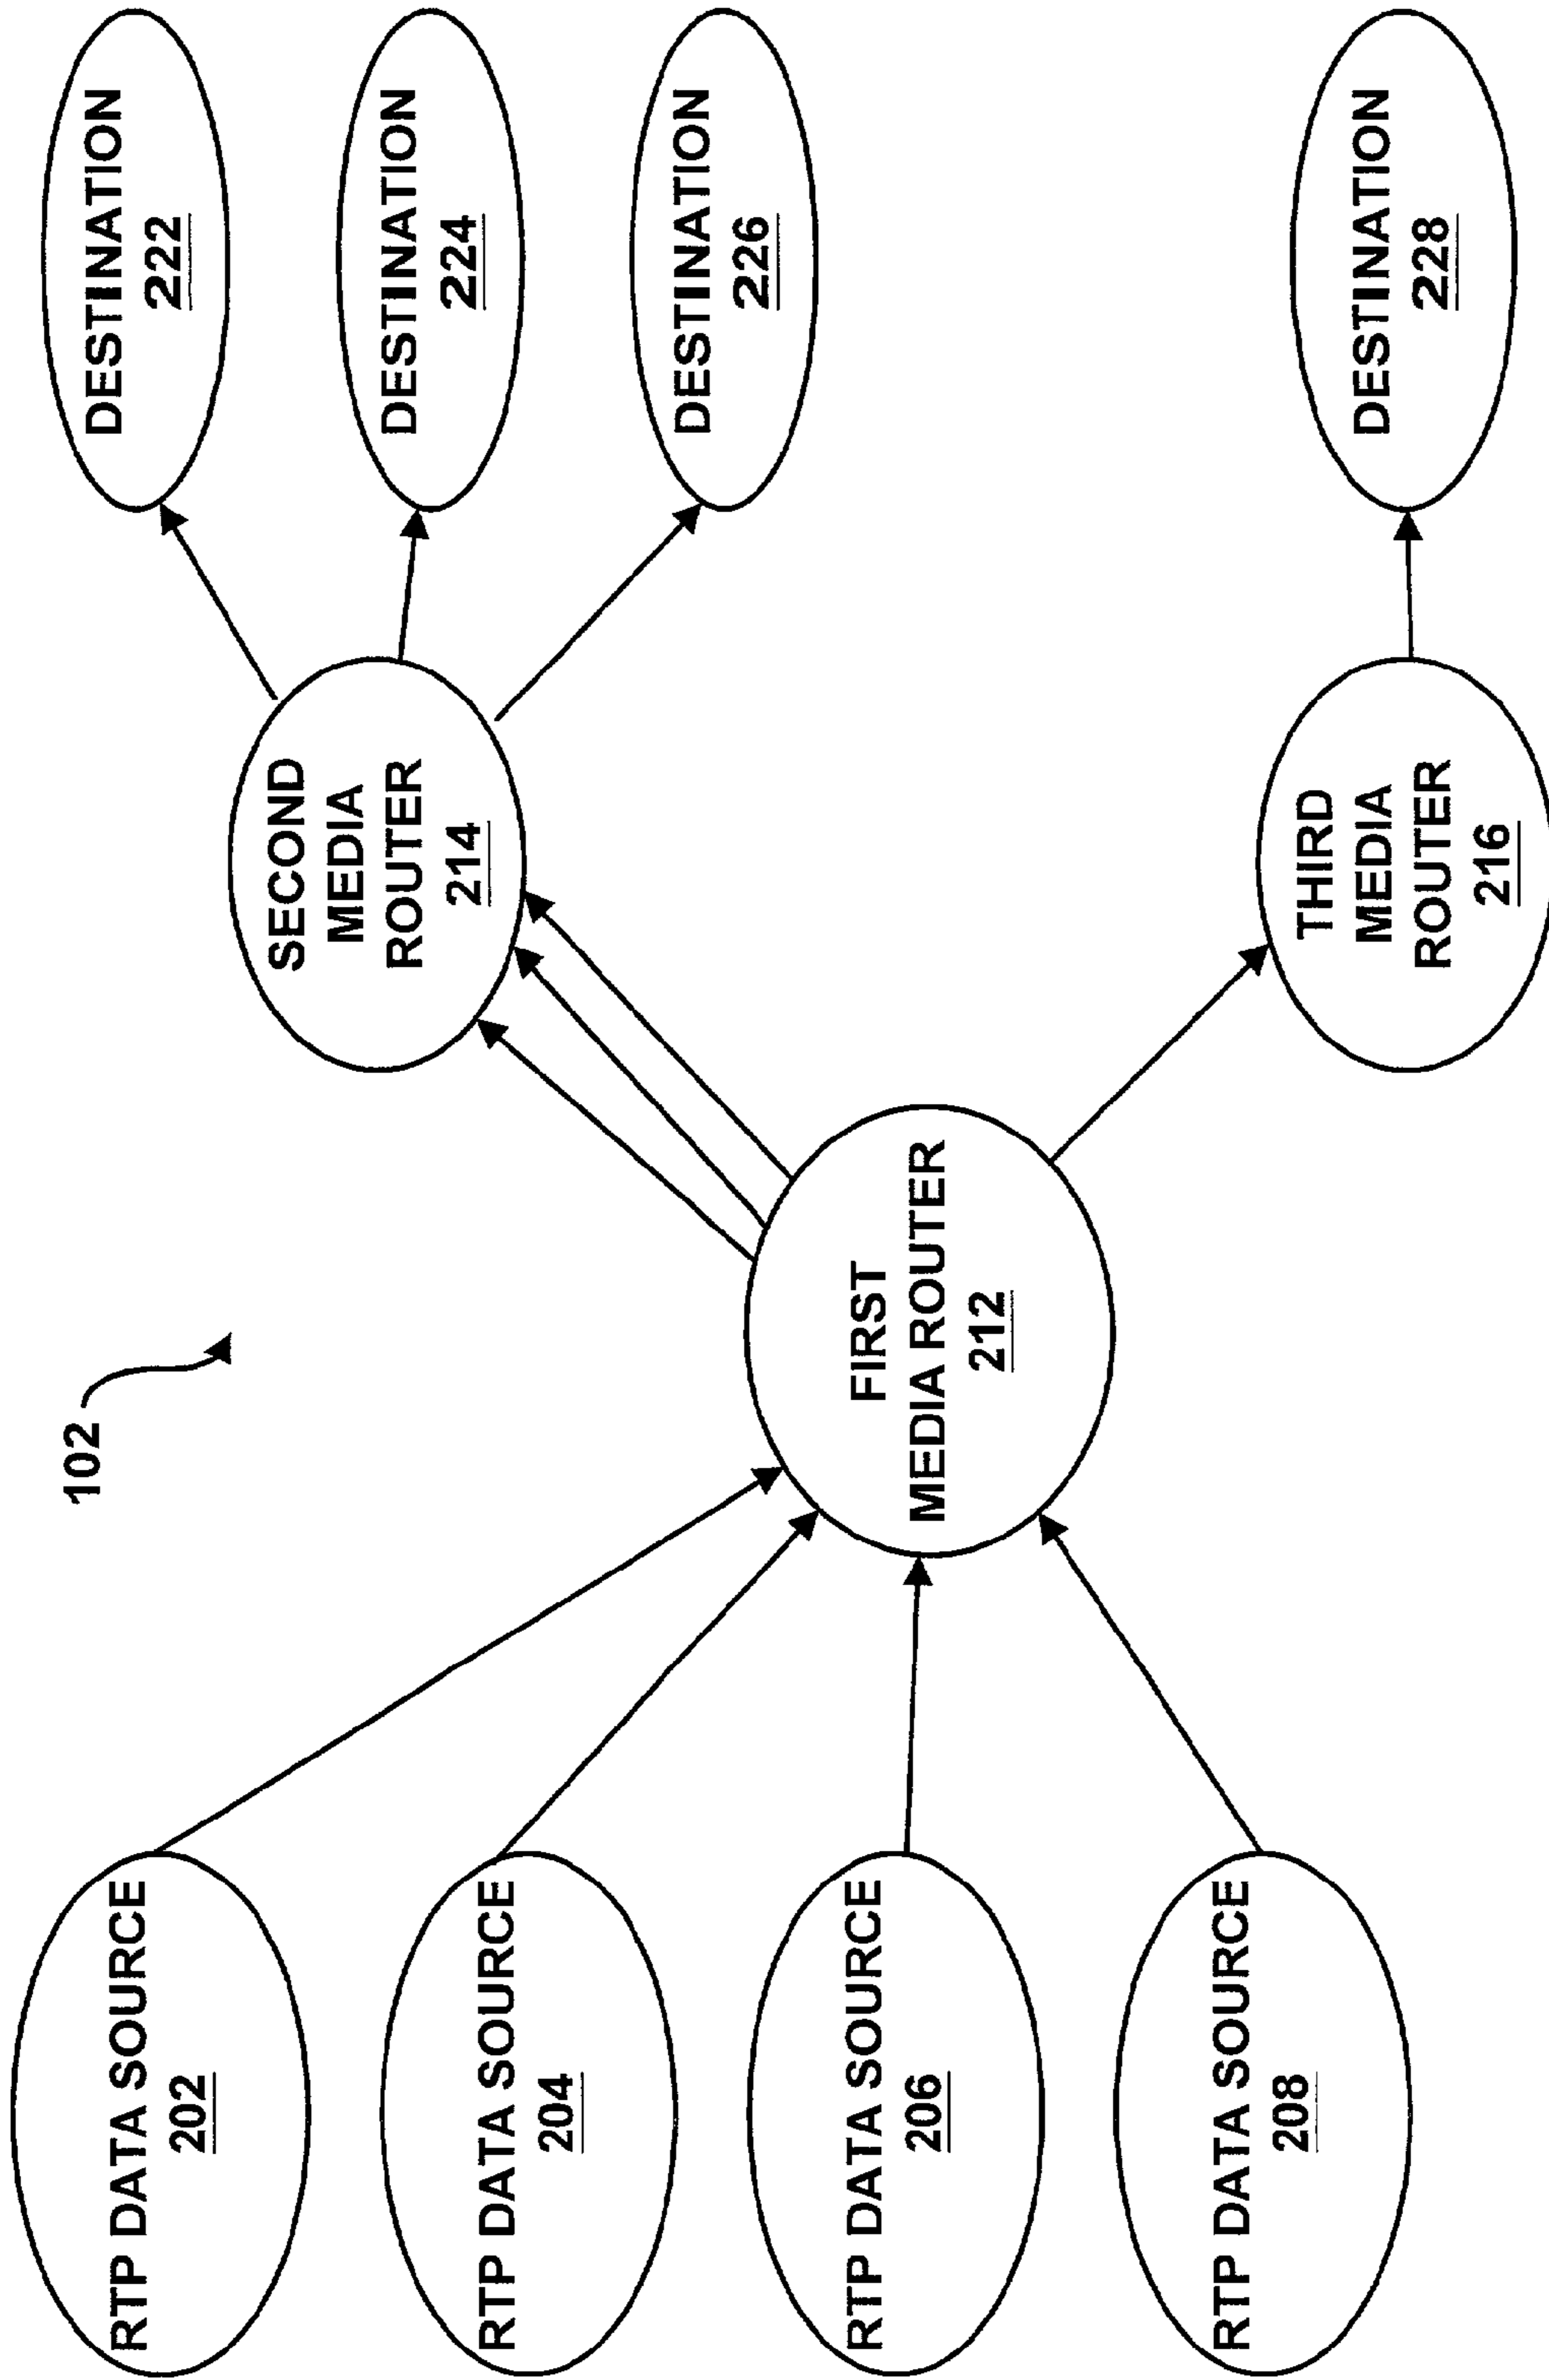 102
RTP DATA SOURCE
202
RTP DATA SOURCE
204
RTP DATA SOURCE
206
RTP DATA SOURCE
208
FIRST
MEDIA ROUTER
212
SECOND
MEDIA
ROUTER
214
THIRD
MEDIA
ROUTER
216
DESTINATION
222
DESTINATION
224
DESTINATION
226
DESTINATION
228